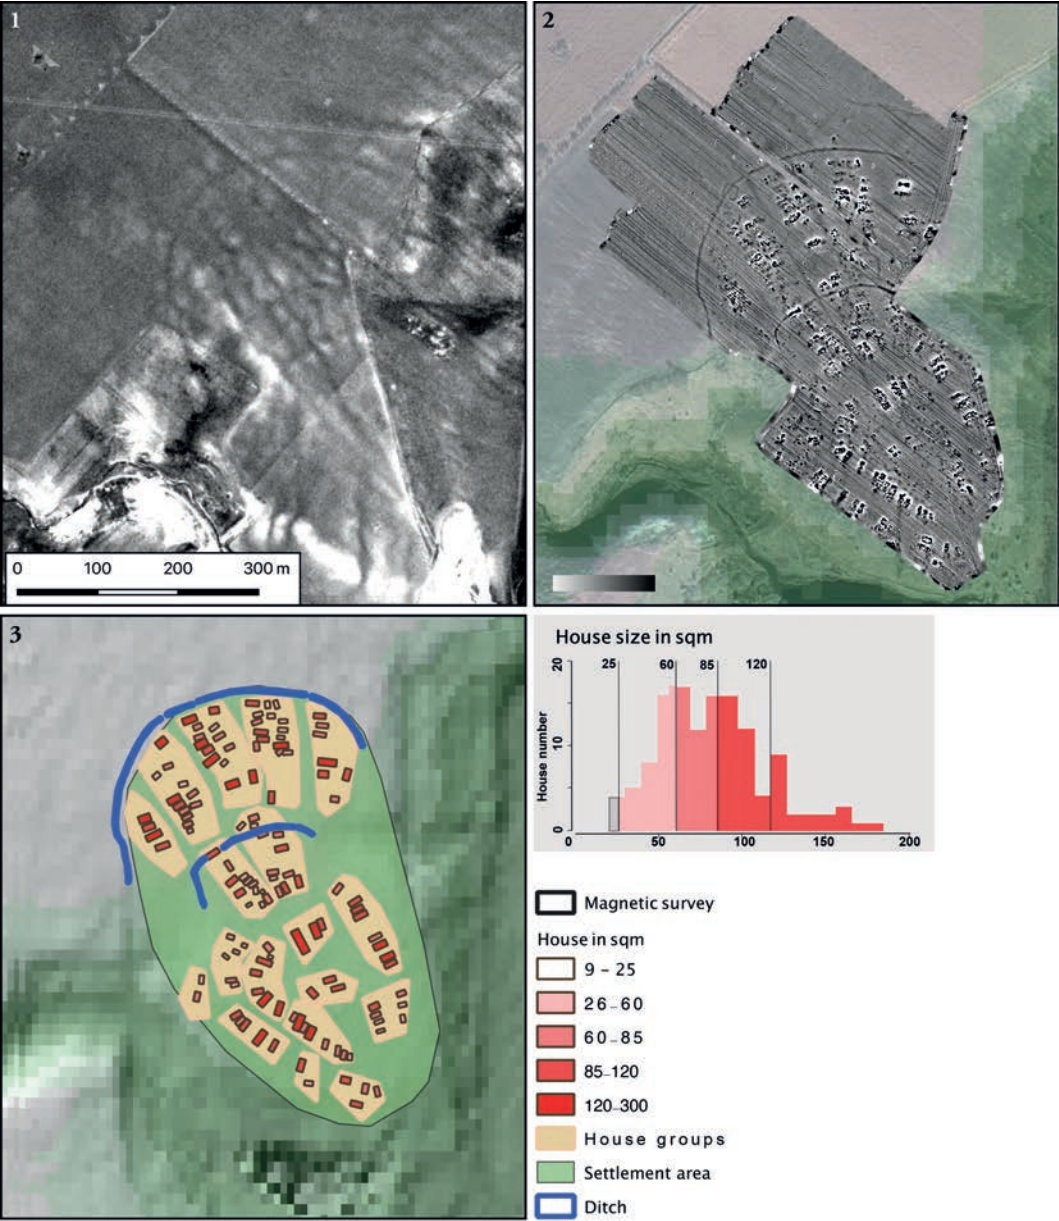 1
0 100 200 300 m
2
3
House size in sqm
25 60 85 120
20
10
0
House number
0 50 100 150 200
Magnetic survey
House in sqm
9 – 25
26–60
60–85
85–120
120–300
House groups
Settlement area
Ditch